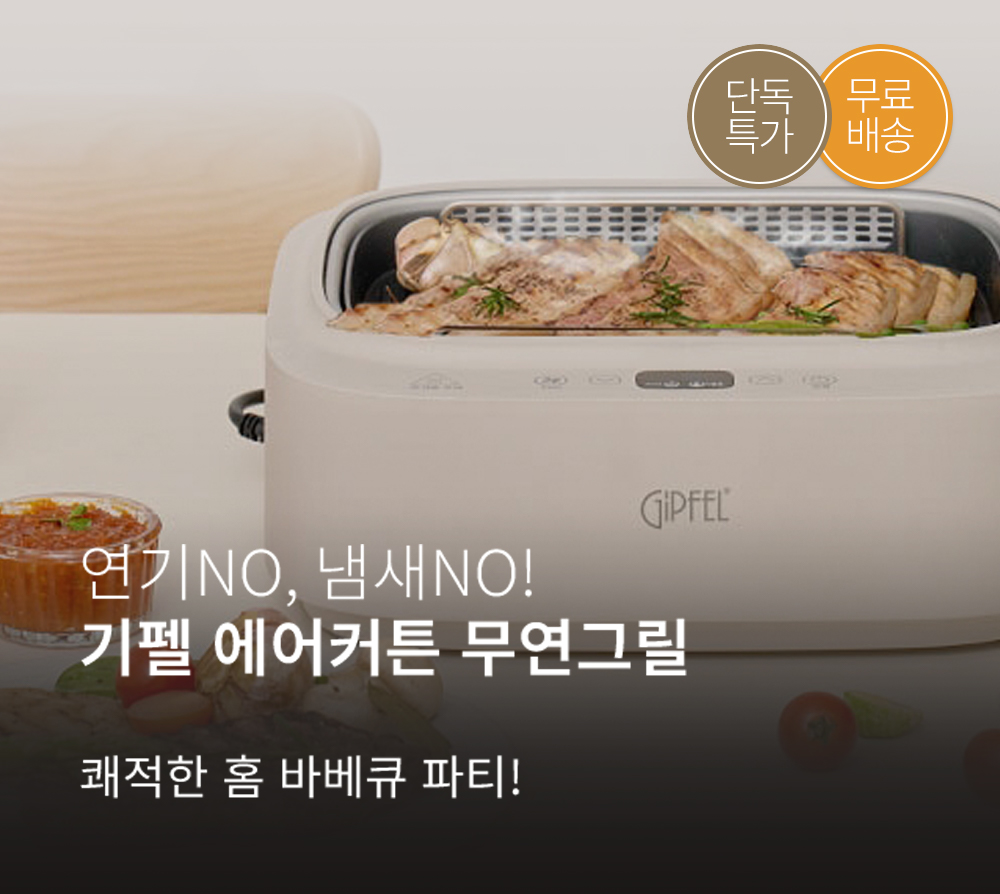 단독
특가
무료
배송
GiPFEL
연기NO, 냄새NO!
기펠 에어커튼 무연그릴
쾌적한 홈 바베큐 파티!